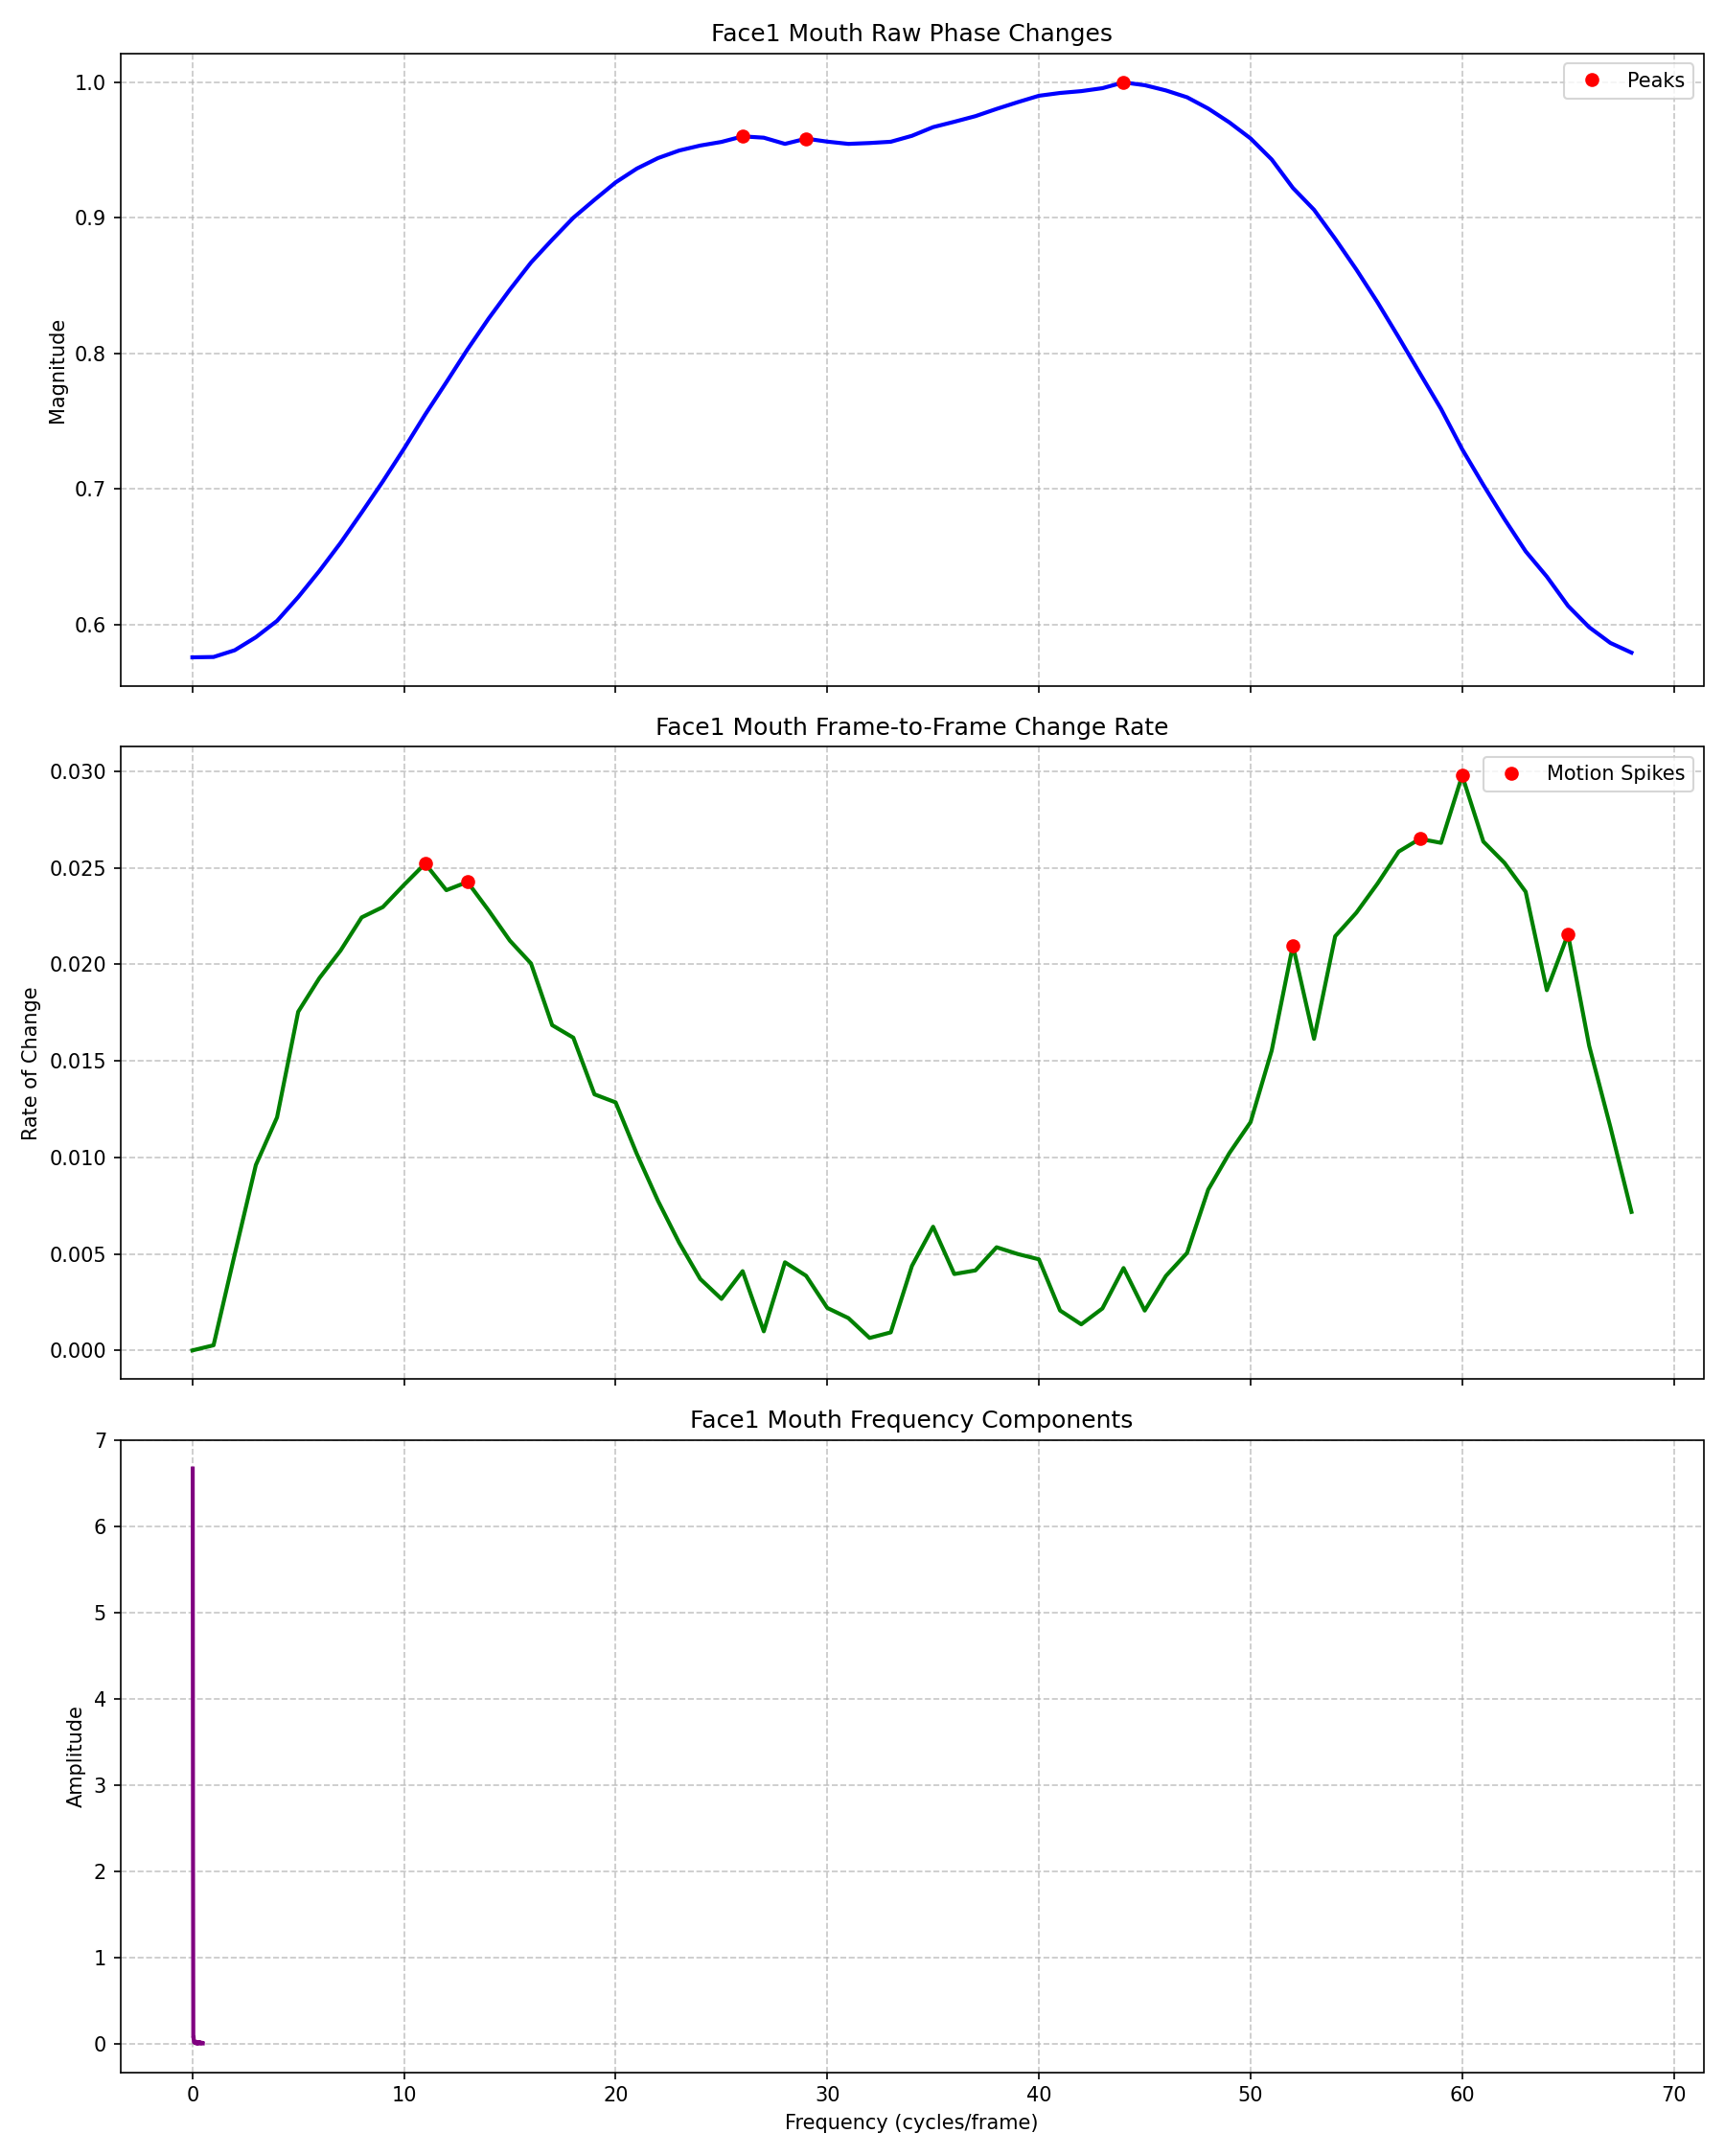 Face1 Mouth Raw Phase Changes
Peaks
Magnitude
1.0
0.9
0.8
0.7
0.6
Face1 Mouth Frame-to-Frame Change Rate
Motion Spikes
Rate of Change
0.030
0.025
0.020
0.015
0.010
0.005
0.000
Face1 Mouth Frequency Components
Amplitude
7
6
5
4
3
2
1
0
0 10 20 30 40 50 60 70
Frequency (cycles/frame)